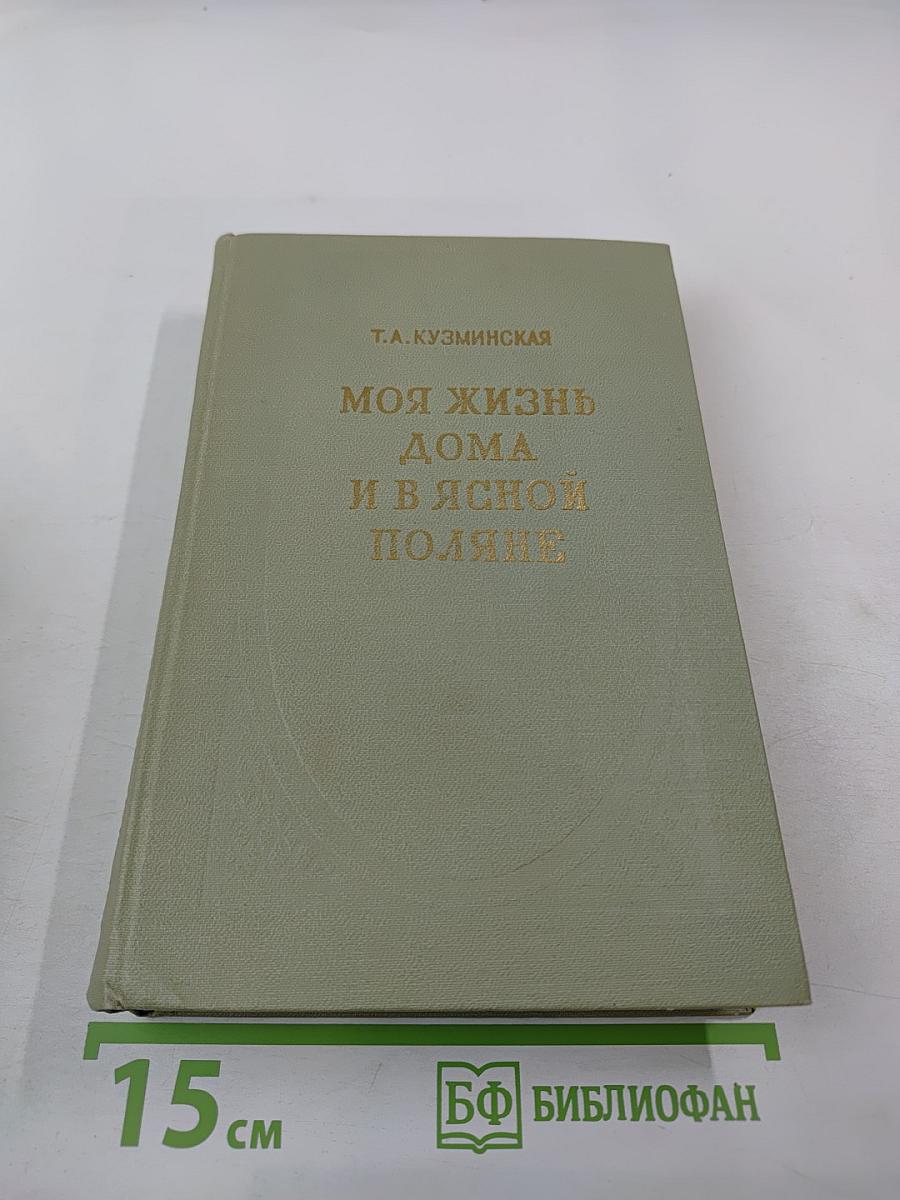 Т.А.КУЗМИНСКАЯ
МОЯ ЖИЗНЬ
ДОМА
И В ЯСНОЙ
ПОЛЯНЕ
15 см
БФ БИБЛИОФАН